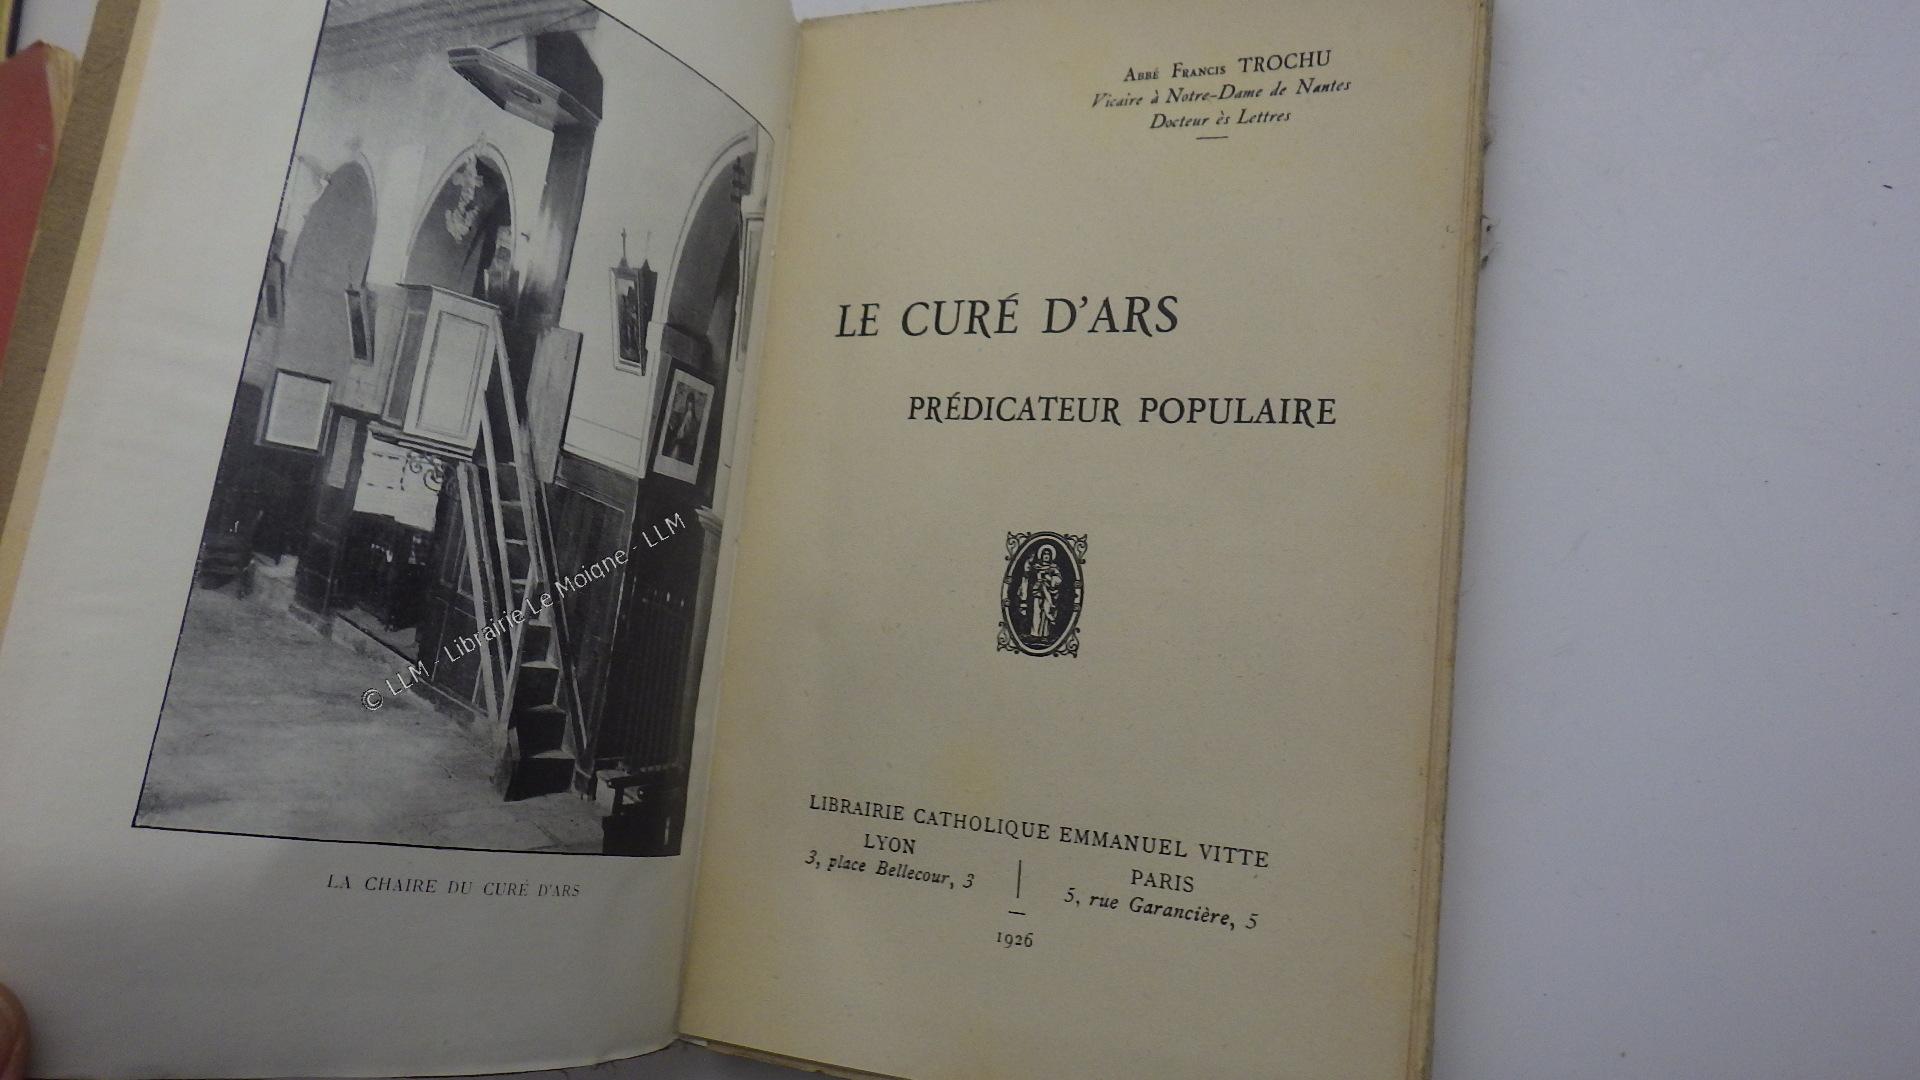 LA CHAIRE DU CURÉ D'ARS
© LLM - Librairie Le Moigne - LLM
ABBÉ FRANCIS TROCHU
Vicaire à Notre-Dame de Nantes
Docteur ès Lettres
LE CURÉ D'ARS
PRÉDICATEUR POPULAIRE
LIBRAIRIE CATHOLIQUE EMMANUEL VITTE
LYON
3, place Bellecour, 3
PARIS
5, rue Garancière, 5
1926